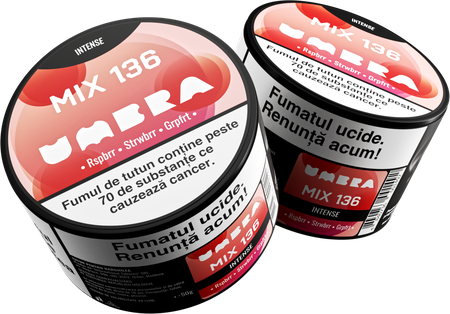 INTENSE
MIX 136
UMBRA
• Rspbrr • Strwbrr • Grpfrt •
Fumul de tutun conține peste
70 de substanțe ce
cauzează cancer.
Fumatul ucide.
Renunță acum!
UMBRA
MIX 136
INTENSE
50g
INTENSE
MIX 136
UMBRA
• Rspbrr • Strwbrr • Grpfrt •
Fumul de tutun conține peste
70 de substanțe ce
cauzează cancer.
Fumatul ucide.
Renunță acum!
UMBRA
MIX 136
INTENSE
• Rspbrr • Strwbrr • Grpfrt •